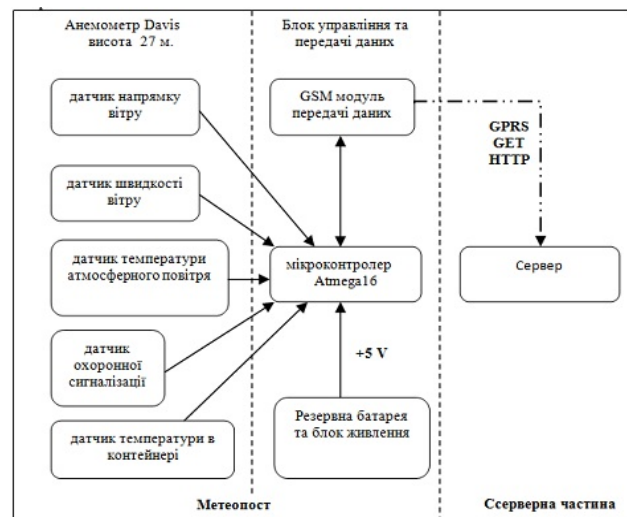 Анемометр Davis
висота 27 м.
Блок управління та
передачі даних
датчик напрямку
вітру
GSM модуль
передачі даних
GPRS
GET
HTTP
датчик швидкості
вітру
датчик температури
атмосферного повітря
мікроконтролер
Atmega16
Сервер
датчик
охоронної
сигналізації
+5 V
Резервна батарея
та блок живлення
датчик температури в
контейнері
Метеопост
Ссерверна частина